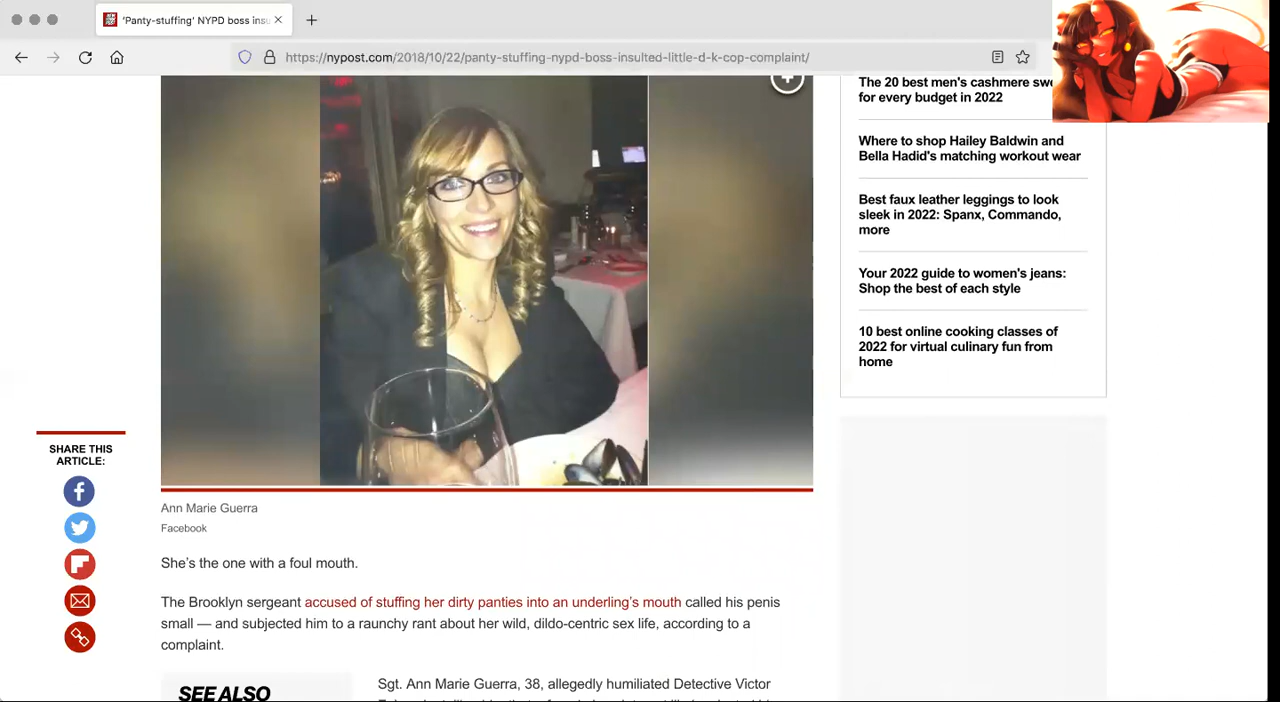 'Panty-stuffing' NYPD boss insu
https://nypost.com/2018/10/22/panty-stuffing-nypd-boss-insulted-little-d-k-cop-complaint/
The 20 best men's cashmere swe
for every budget in 2022
Where to shop Hailey Baldwin and
Bella Hadid's matching workout wear
Best faux leather leggings to look
sleek in 2022: Spanx, Commando,
more
Your 2022 guide to women's jeans:
Shop the best of each style
10 best online cooking classes of
2022 for virtual culinary fun from
home
SHARE THIS
ARTICLE:
Ann Marie Guerra
Facebook
She's the one with a foul mouth.
The Brooklyn sergeant accused of stuffing her dirty panties into an underling's mouth called his penis
small — and subjected him to a raunchy rant about her wild, dildo-centric sex life, according to a
complaint.
SEE ALSO
Sgt. Ann Marie Guerra, 38, allegedly humiliated Detective Victor